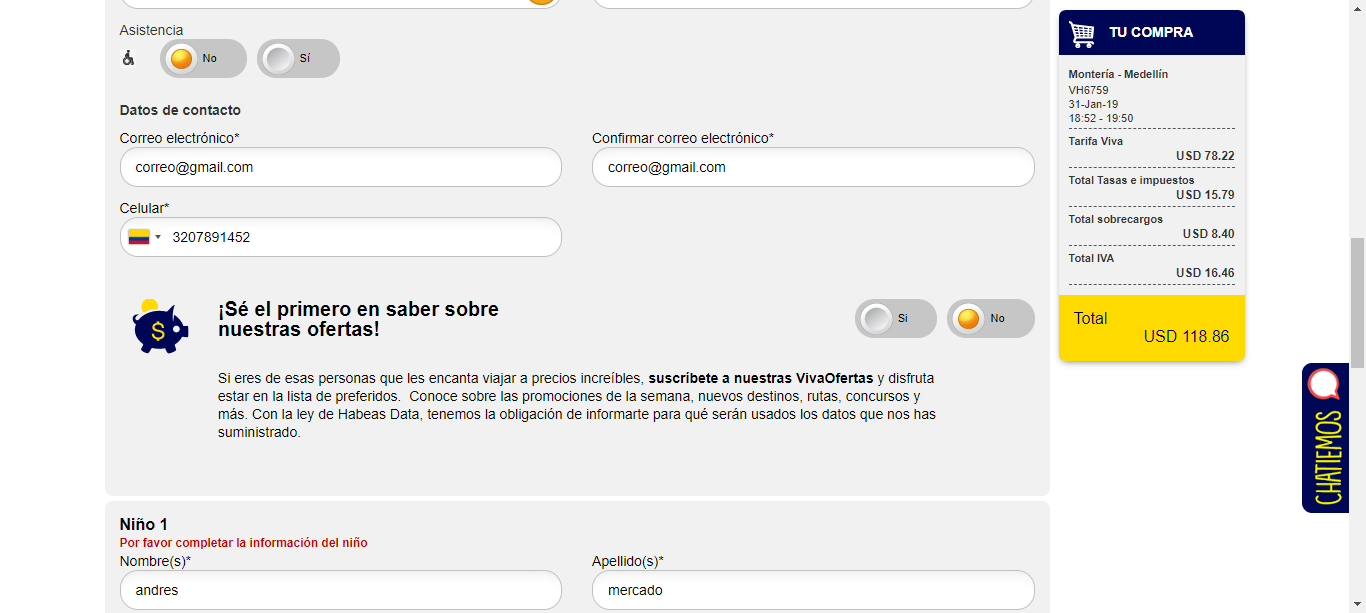 Asistencia
No
Sí
Datos de contacto
Correo electrónico*
Confirmar correo electrónico*
correo@gmail.com
correo@gmail.com
Celular*
3207891452
$
¡Sé el primero en saber sobre
nuestras ofertas!
Si
No
Si eres de esas personas que les encanta viajar a precios increíbles, suscríbete a nuestras VivaOfertas y disfruta
estar en la lista de preferidos.  Conoce sobre las promociones de la semana, nuevos destinos, rutas, concursos y
más. Con la ley de Habeas Data, tenemos la obligación de informarte para qué serán usados los datos que nos has
suministrado.
Niño 1
Por favor completar la información del niño
Nombre(s)*
Apellido(s)*
andres
mercado
TU COMPRA
Montería - Medellín
VH6759
31-Jan-19
18:52 - 19:50
Tarifa Viva
USD 78.22
Total Tasas e impuestos
USD 15.79
Total sobrecargos
USD 8.40
Total IVA
USD 16.46
Total
USD 118.86
CHATIEMOS